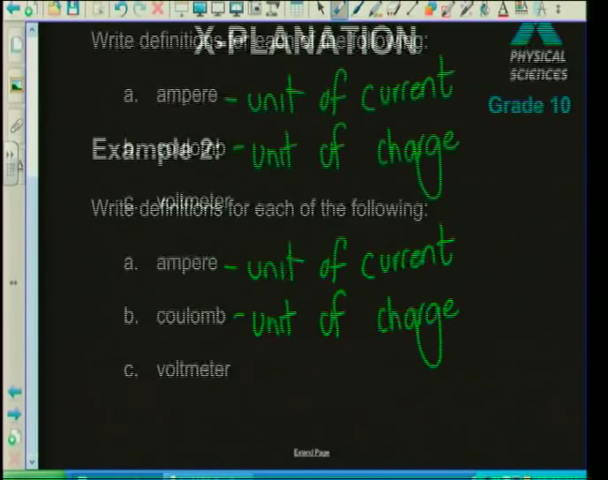 X-PLANATION
Write definitions for each of the following:
PHYSICAL
SCIENCES
Grade 10
a. ampere - unit of current
Example 2:
b. coulomb - unit of charge
c. voltmeter
Write definitions for each of the following:
a. ampere - unit of current
b. coulomb - unit of charge
c. voltmeter
Extend Page